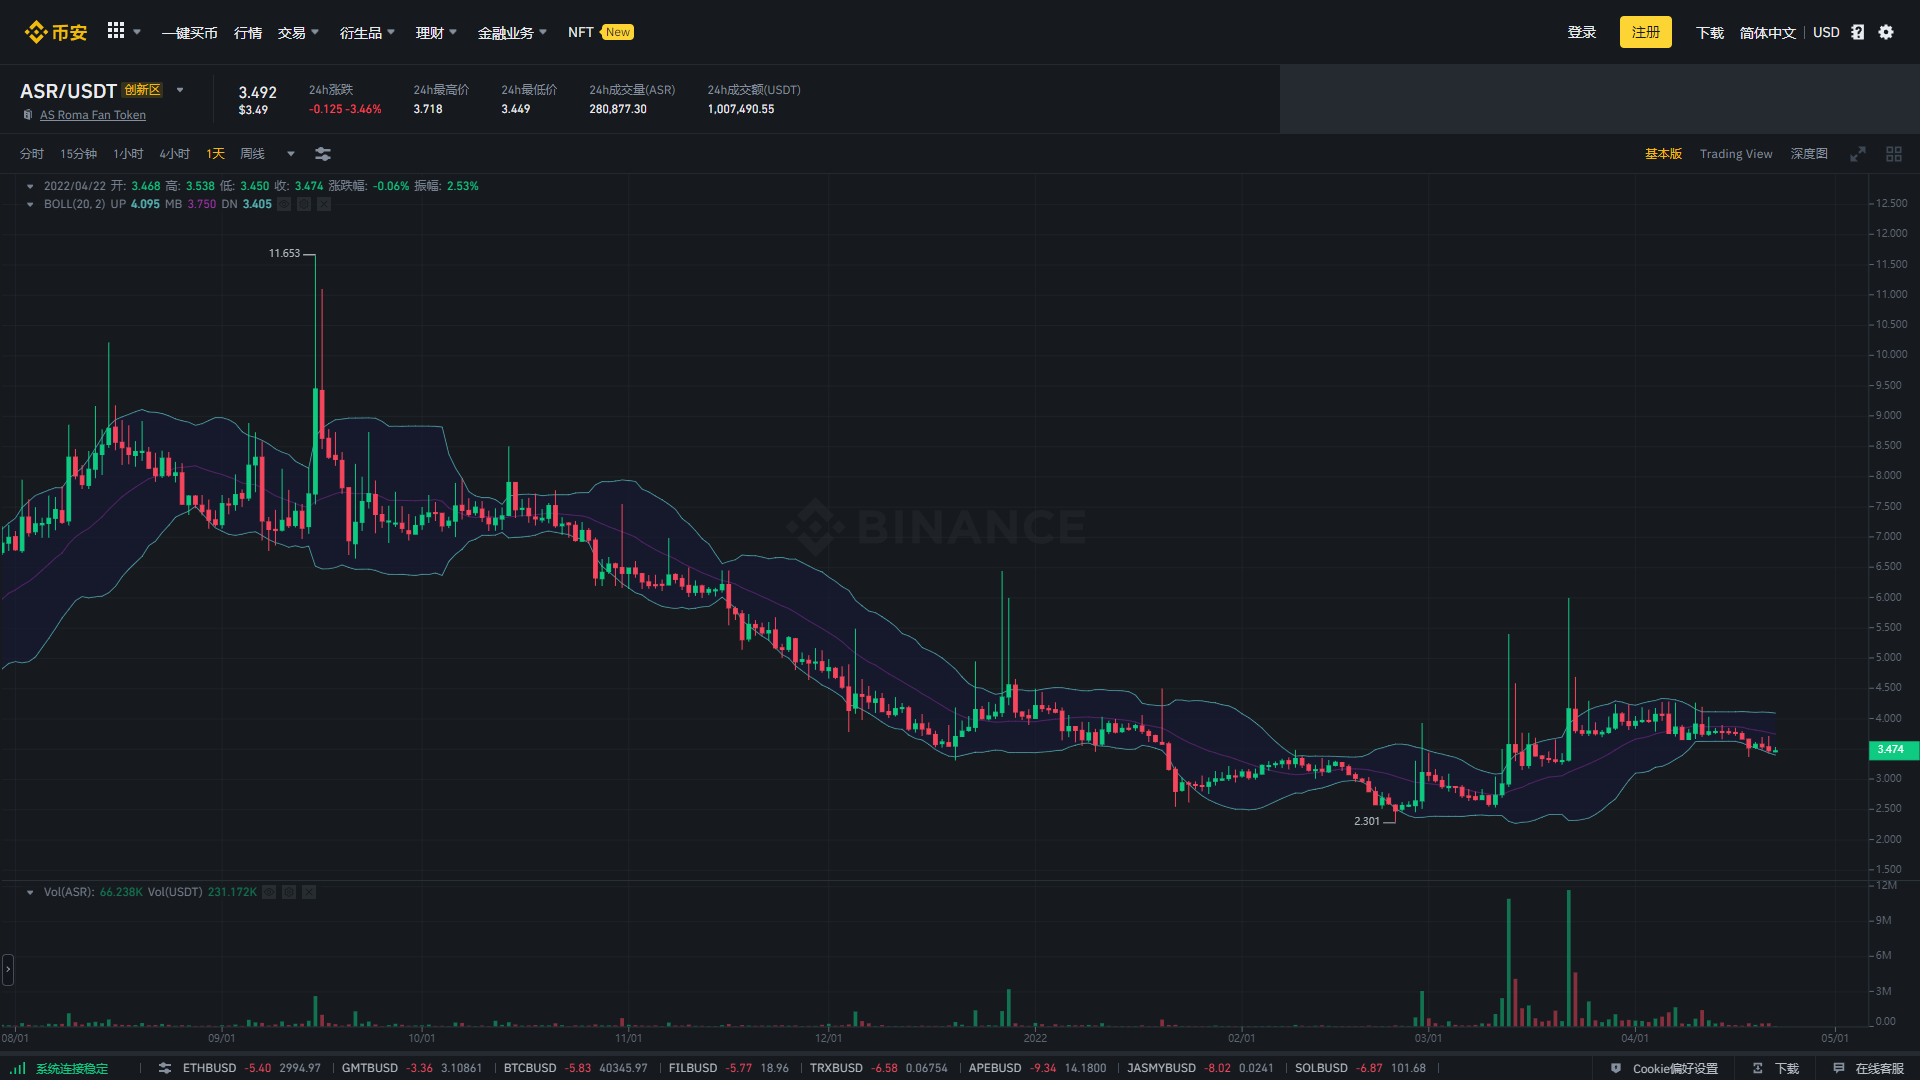 币安 一键买币 行情 交易 衍生品 理财 金融业务 NFT New 登录 注册 下载 简体中文 USD
ASR/USDT 创新区
AS Roma Fan Token
3.492
$3.49
24h涨跌
-0.125 -3.46%
24h最高价
3.718
24h最低价
3.449
24h成交量(ASR)
280,877.30
24h成交额(USDT)
1,007,490.55
分时 15分钟 1小时 4小时 1天 周线 基本版 Trading View 深度图
2022/04/22 开: 3.468 高: 3.538 低: 3.450 收: 3.474 涨跌幅: -0.06% 振幅: 2.53%
BOLL(20, 2) UP 4.095 MB 3.750 DN 3.405
12.500
12.000
11.653
11.500
11.000
10.500
10.000
9.500
9.000
8.500
8.000
7.500
BINANCE
7.000
6.500
6.000
5.500
5.000
4.500
4.000
3.474
3.000
2.500
2.301
2.000
1.500
Vol(ASR): 66.238K Vol(USDT) 231.172K
12M
9M
6M
3M
0.00
08/01 09/01 10/01 11/01 12/01 2022 02/01 03/01 04/01 05/01
系统连接稳定 ETHBUSD -5.40 2994.97 GMTBUSD -3.36 3.10861 BTCBUSD -5.83 40345.97 FILBUSD -5.77 18.96 TRXBUSD -6.58 0.06754 APEBUSD -9.34 14.1800 JASMYBUSD -8.02 0.0241 SOLBUSD -6.87 101.68 Cookie偏好设置 下载 在线客服